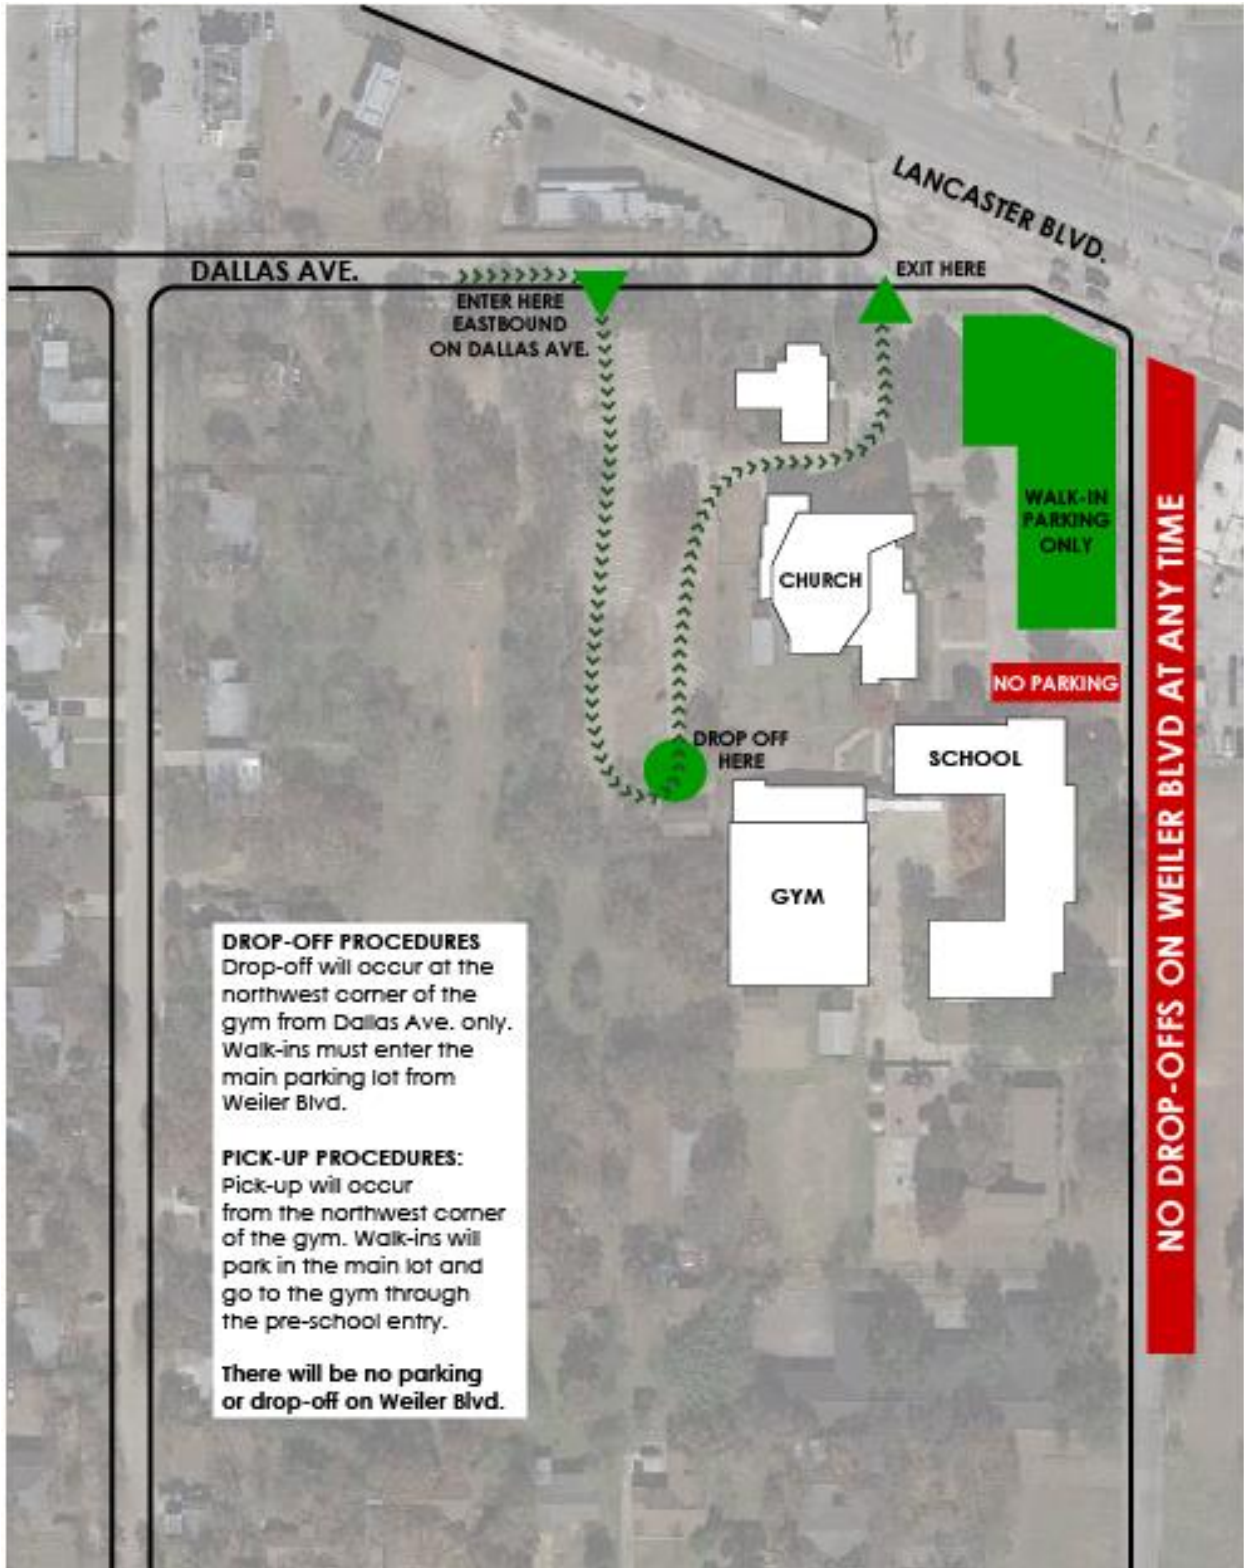 LANCASTER BLVD.
DALLAS AVE.
EXIT HERE
ENTER HERE
EASTBOUND
ON DALLAS AVE.
WALK-IN
PARKING
ONLY
CHURCH
NO PARKING
DROP OFF
HERE
SCHOOL
GYM
NO DROP-OFFS ON WEILER BLVD AT ANY TIME
DROP-OFF PROCEDURES
Drop-off will occur at the
northwest corner of the
gym from Dallas Ave. only.
Walk-ins must enter the
main parking lot from
Weiler Blvd.
PICK-UP PROCEDURES:
Pick-up will occur
from the northwest corner
of the gym. Walk-ins will
park in the main lot and
go to the gym through
the pre-school entry.
There will be no parking
or drop-off on Weiler Blvd.